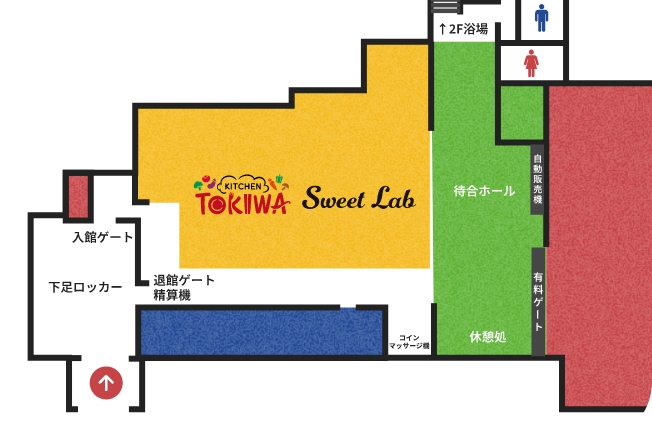 ↑2F浴場
自動販売機
KITCHEN
TOKIWA
Sweet Lab
待合ホール
入館ゲート
下足ロッカー
退館ゲート
精算機
有料ゲート
コイン
マッサージ機
休憩処